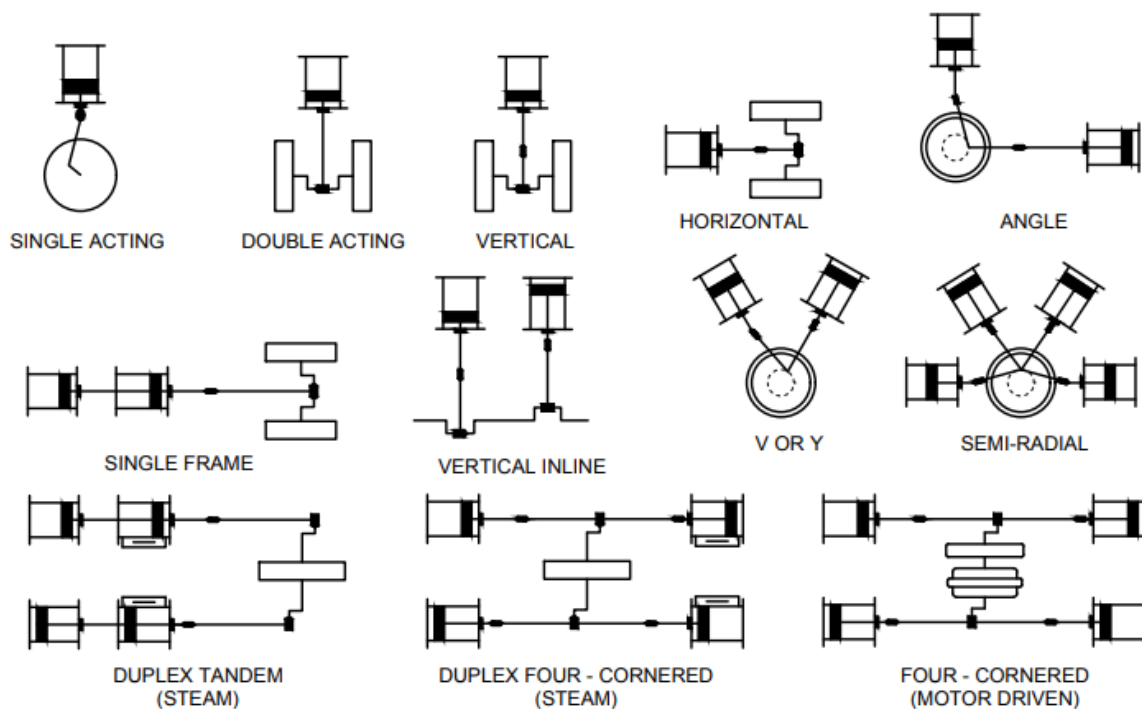 SINGLE ACTING
DOUBLE ACTING
VERTICAL
HORIZONTAL
ANGLE
SINGLE FRAME
VERTICAL INLINE
V OR Y
SEMI-RADIAL
DUPLEX TANDEM
(STEAM)
DUPLEX FOUR - CORNERED
(STEAM)
FOUR - CORNERED
(MOTOR DRIVEN)